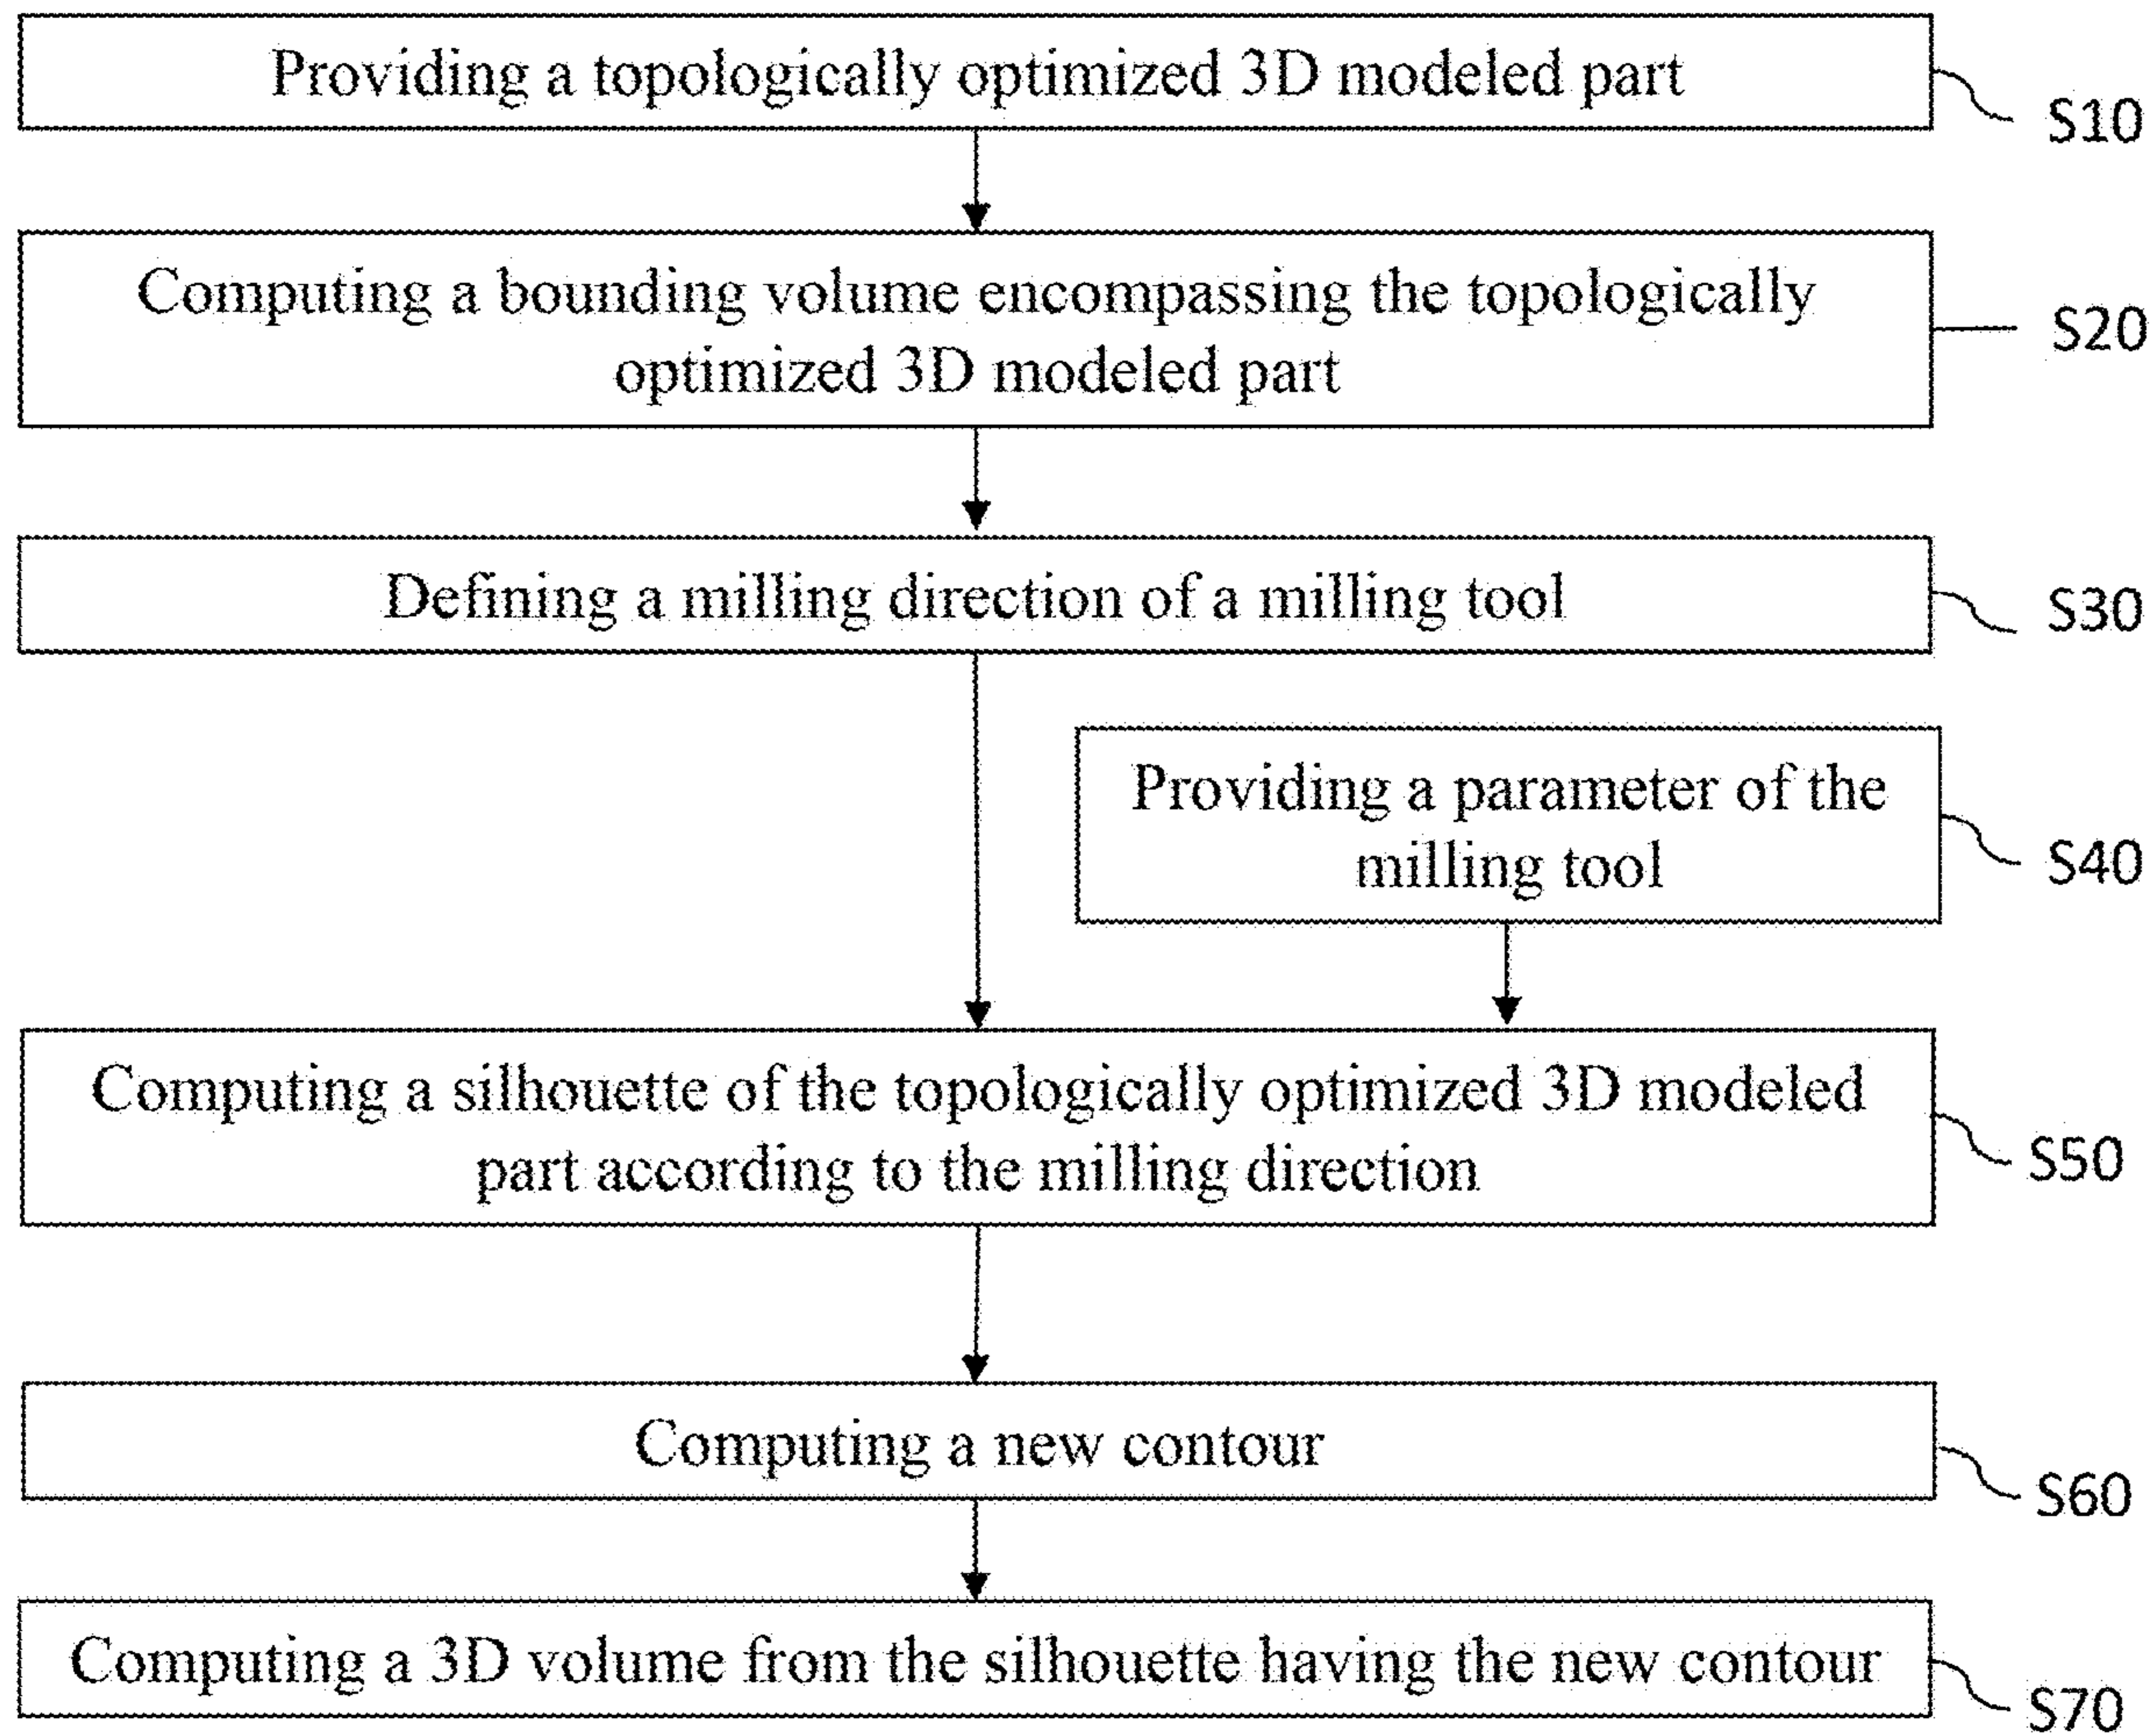 Providing a topologically optimized 3D modeled part
S10
Computing a bounding volume encompassing the topologically
optimized 3D modeled part
S20
Defining a milling direction of a milling tool
S30
Providing a parameter of the
milling tool
S40
Computing a silhouette of the topologically optimized 3D modeled
part according to the milling direction
S50
Computing a new contour
S60
Computing a 3D volume from the silhouette having the new contour
S70